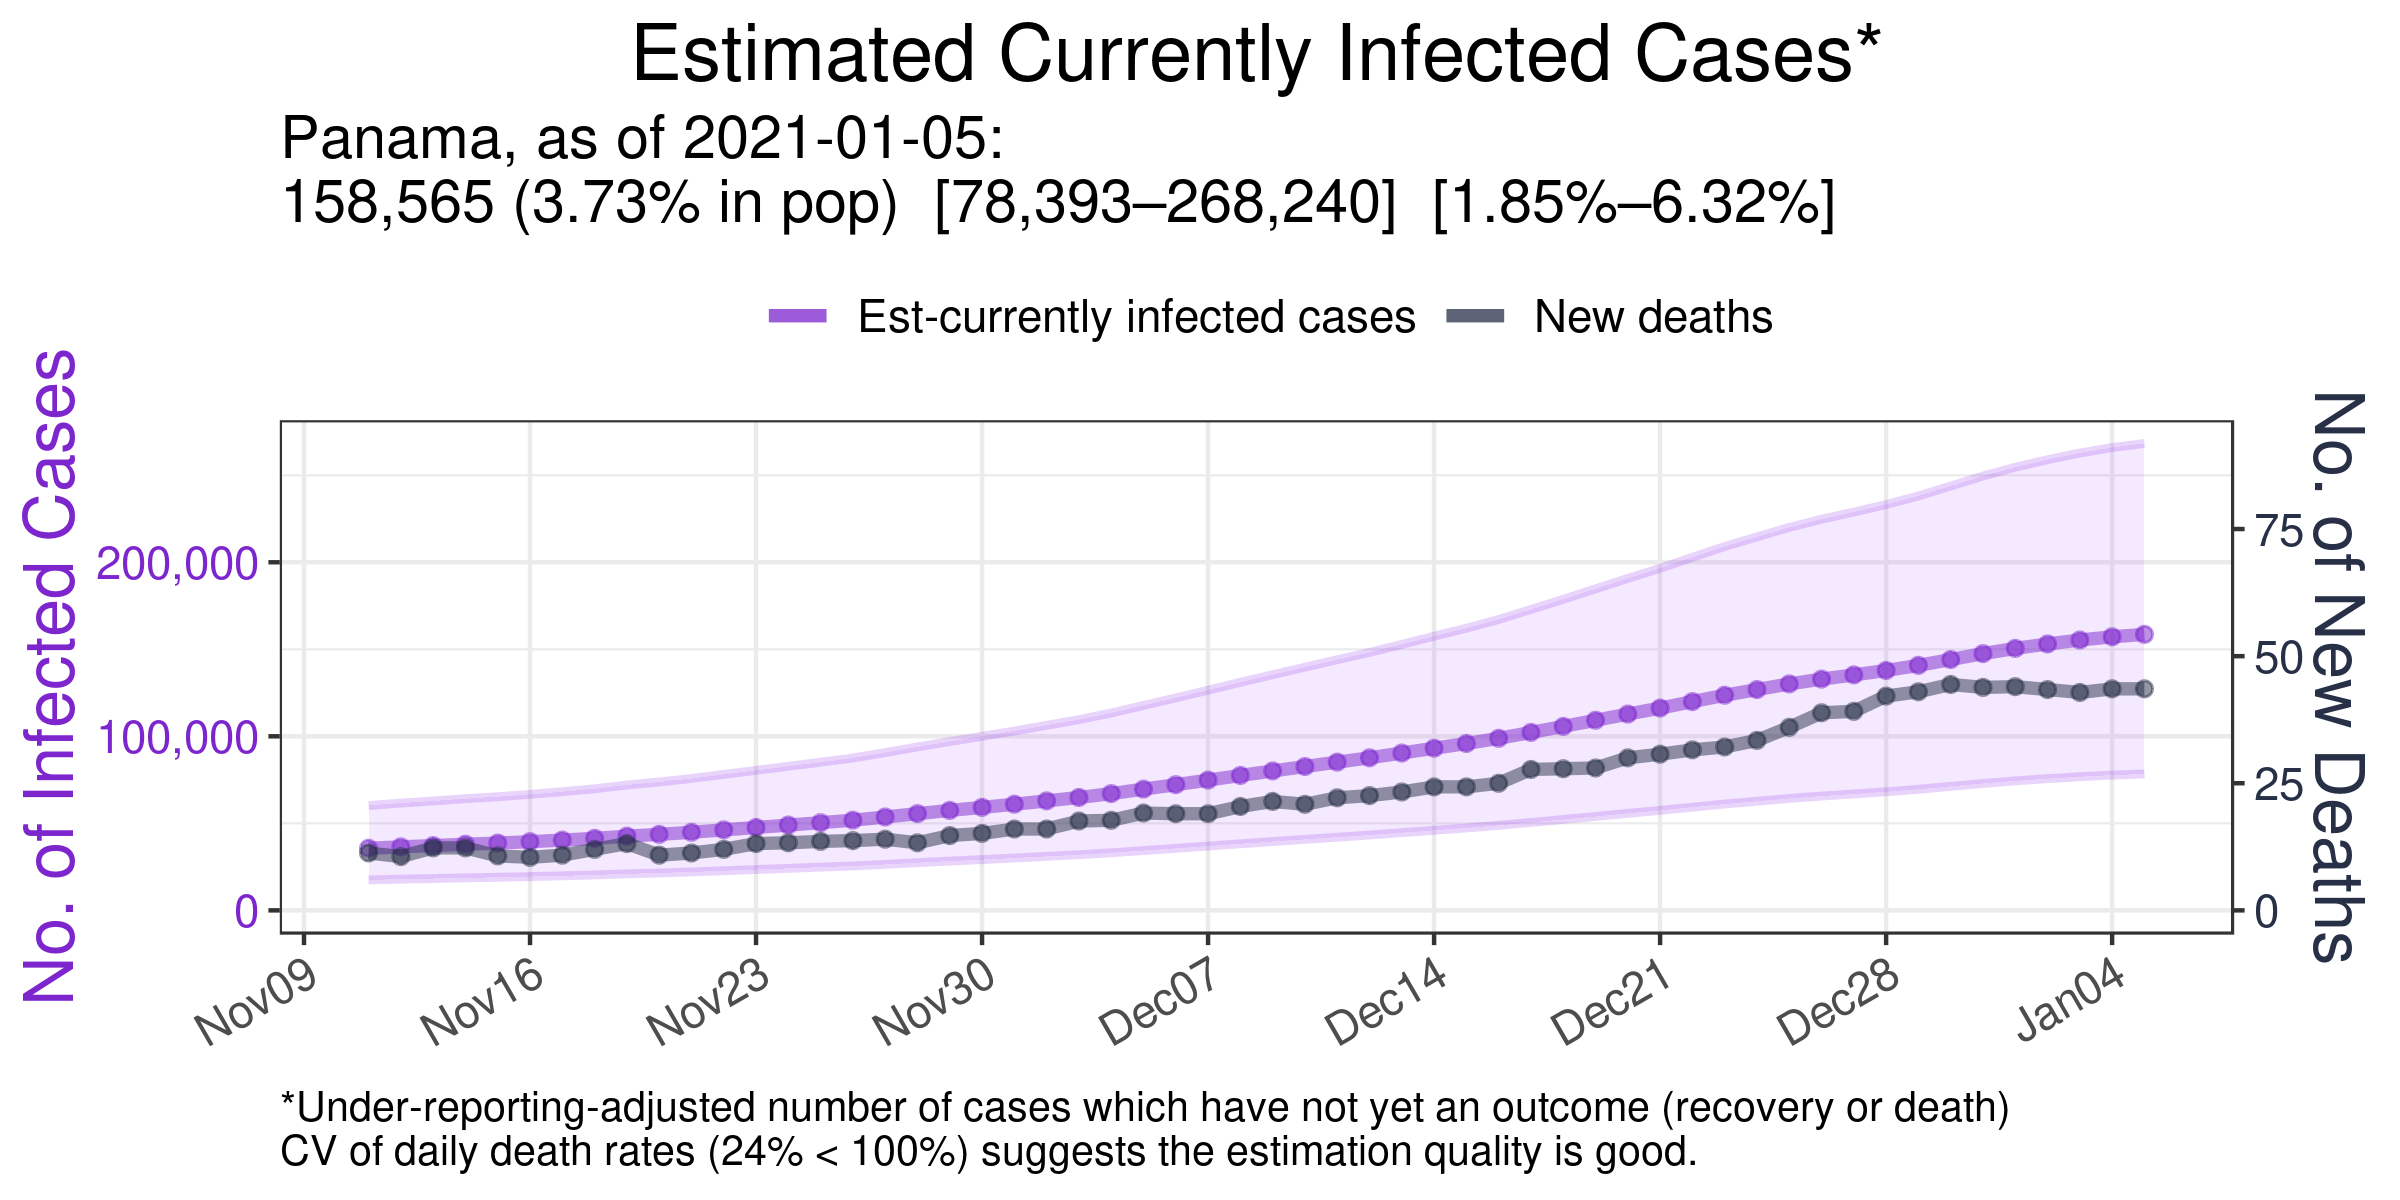 Estimated Currently Infected Cases*
Panama, as of 2021-01-05:
158,565 (3.73% in pop)  [78,393–268,240]  [1.85%–6.32%]
Est-currently infected cases
New deaths
No. of Infected Cases
200,000
100,000
0
No. of New Deaths
75
50
25
0
Nov09
Nov16
Nov23
Nov30
Dec07
Dec14
Dec21
Dec28
Jan04
*Under-reporting-adjusted number of cases which have not yet an outcome (recovery or death)
CV of daily death rates (24% < 100%) suggests the estimation quality is good.